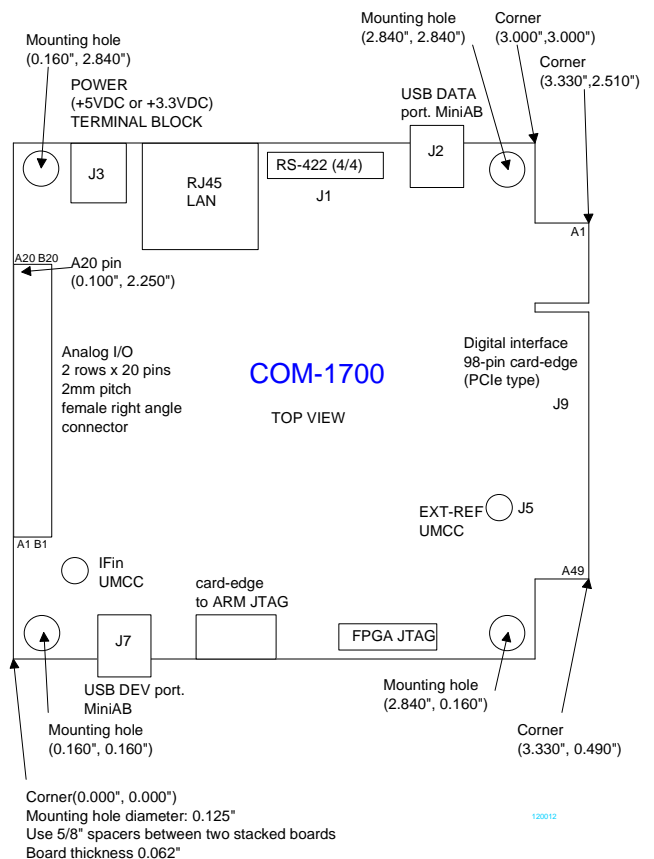 Mounting hole
(0.160", 2.840")
POWER
(+5VDC or +3.3VDC)
TERMINAL BLOCK
Mounting hole
(2.840", 2.840")
Corner
(3.000",3.000")
Corner
(3.330",2.510")
USB DATA
port. MiniAB
J3
RJ45
LAN
RS-422 (4/4)
J1
J2
A1
A20 B20
A20 pin
(0.100", 2.250")
Analog I/O
2 rows x 20 pins
2mm pitch
female right angle
connector
COM-1700
TOP VIEW
Digital interface
98-pin card-edge
(PCIe type)
J9
EXT-REF
UMCC
J5
A1 B1
IFin
UMCC
A49
card-edge
to ARM JTAG
J7
FPGA JTAG
USB DEV port.
MiniAB
Mounting hole
(2.840", 0.160")
Mounting hole
(0.160", 0.160")
Corner
(3.330", 0.490")
Corner(0.000", 0.000")
Mounting hole diameter: 0.125"
Use 5/8" spacers between two stacked boards
Board thickness 0.062"
120012